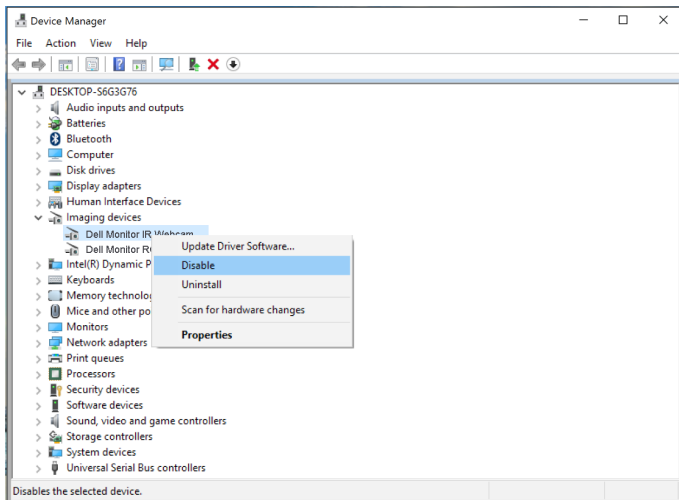 Device Manager
File Action View Help
DESKTOP-S6G3G76
Audio inputs and outputs
Batteries
Bluetooth
Computer
Disk drives
Display adapters
Human Interface Devices
Imaging devices
Dell Monitor IR Webcam
Dell Monitor
Intel(R) Dynamic P
Keyboards
Memory technolog
Mice and other po
Monitors
Network adapters
Print queues
Processors
Security devices
Software devices
Sound, video and game controllers
Storage controllers
System devices
Universal Serial Bus controllers
Update Driver Software...
Disable
Uninstall
Scan for hardware changes
Properties
Disables the selected device.